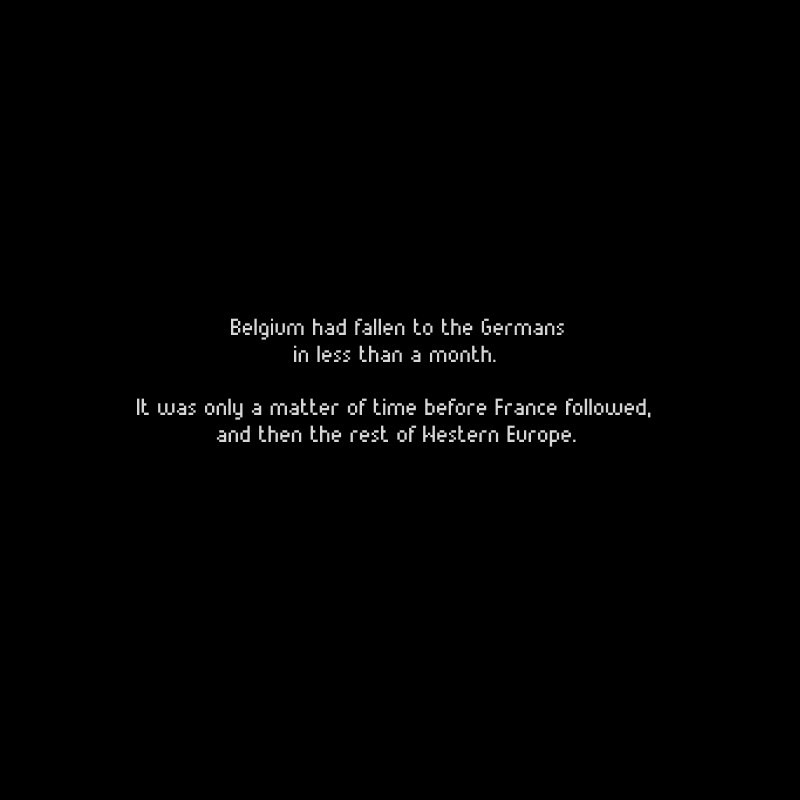 Belgium had fallen to the Germans
in less than a month.
It was only a matter of time before France followed,
and then the rest of Western Europe.